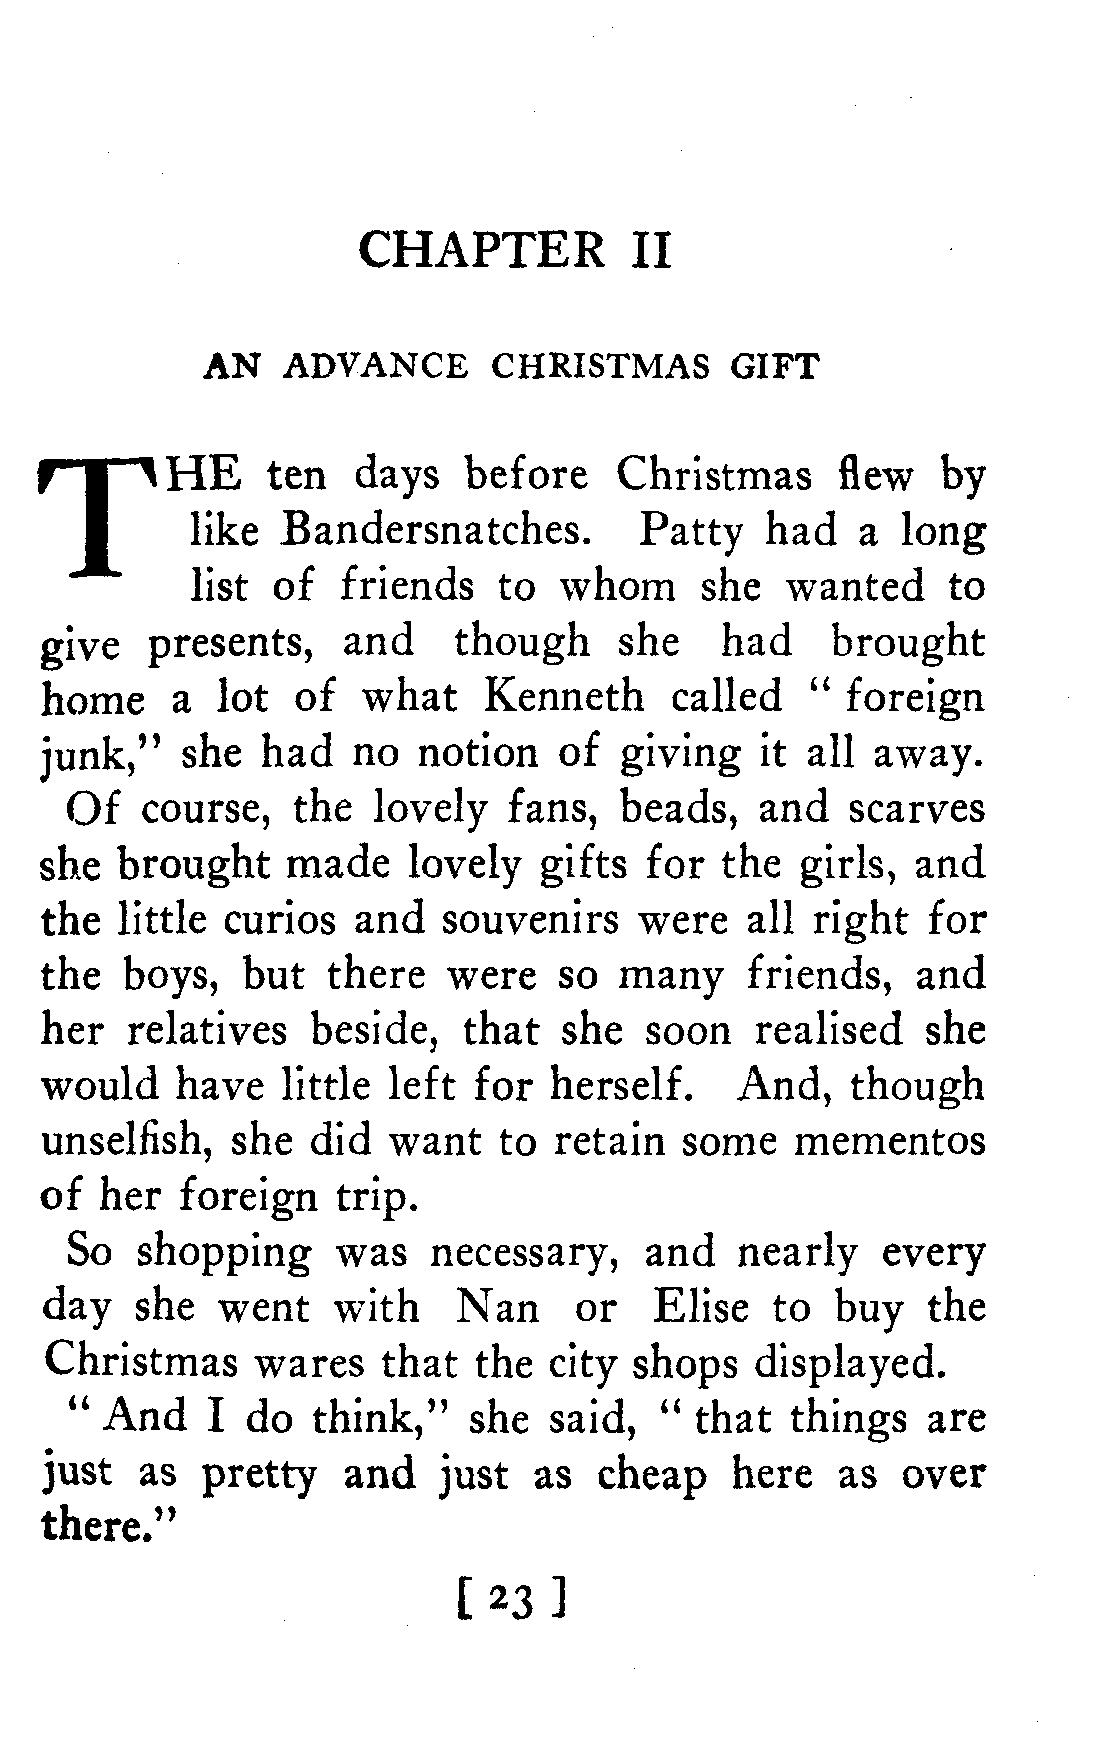 CHAPTER II
AN ADVANCE CHRISTMAS GIFT
THE ten days before Christmas flew by
like Bandersnatches. Patty had a long
list of friends to whom she wanted to
give presents, and though she had brought
home a lot of what Kenneth called " foreign
junk," she had no notion of giving it all away.
Of course, the lovely fans, beads, and scarves
she brought made lovely gifts for the girls, and
the little curios and souvenirs were all right for
the boys, but there were so many friends, and
her relatives beside, that she soon realised she
would have little left for herself. And, though
unselfish, she did want to retain some mementos
of her foreign trip.
So shopping was necessary, and nearly every
day she went with Nan or Elise to buy the
Christmas wares that the city shops displayed.
" And I do think," she said, " that things are
just as pretty and just as cheap here as over
there."
[ 23 ]